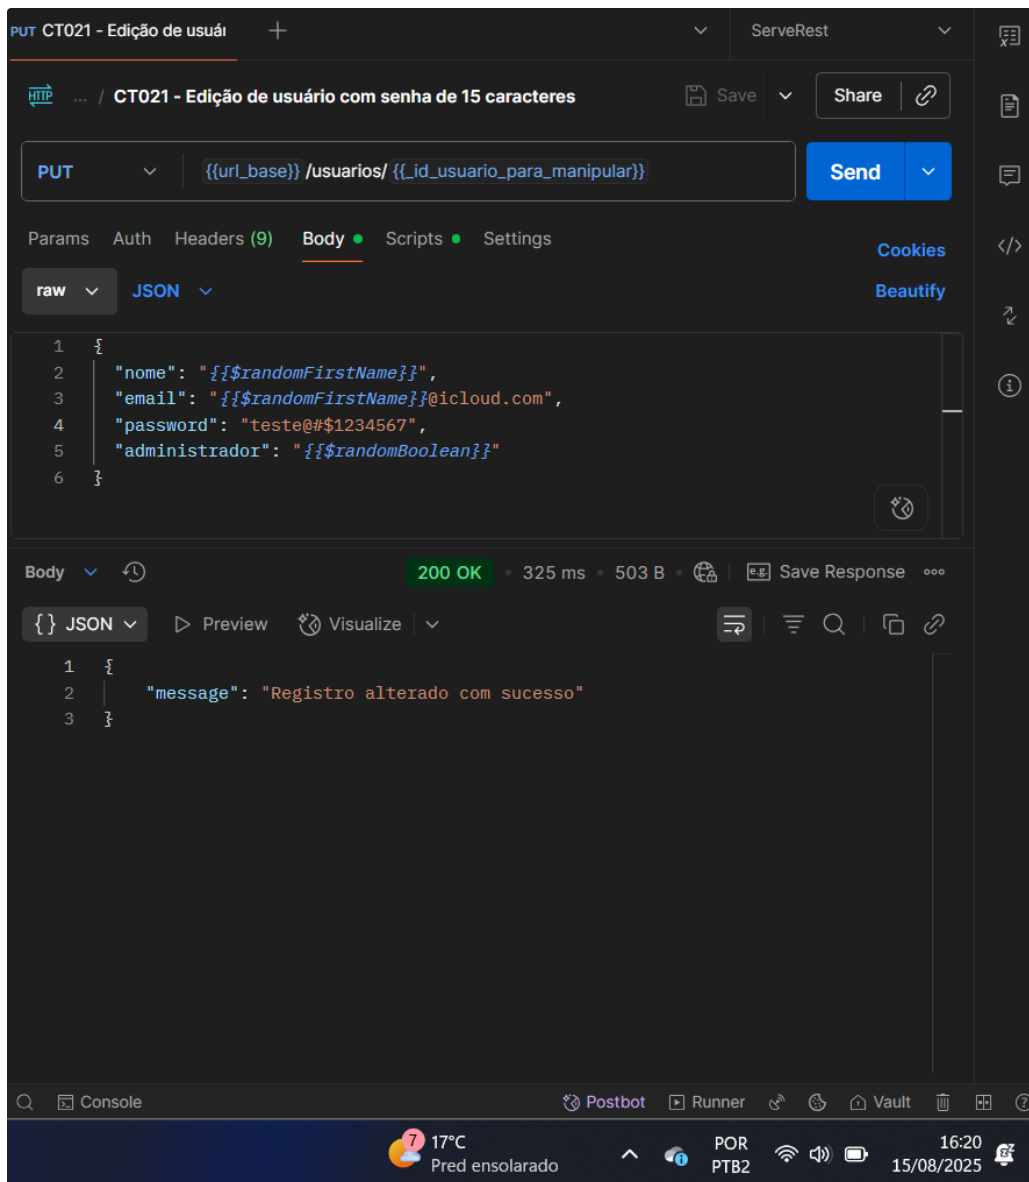 PUT CT021 - Edição de usuái
ServeRest
HTTP ... / CT021 - Edição de usuário com senha de 15 caracteres
Save
Share
PUT
{{url_base}} /usuarios/ {{_id_usuario_para_manipular}}
Send
Params Auth Headers (9) Body Scripts Settings
Cookies
raw JSON
Beautify
1 {
2 "nome": "{{$randomFirstName}}",
3 "email": "{{$randomFirstName}}@icloud.com",
4 "password": "teste@#$1234567",
5 "administrador": "{{$randomBoolean}}"
6 }
Body 200 OK • 325 ms • 503 B e.g. Save Response
{} JSON Preview Visualize
1 {
2 "message": "Registro alterado com sucesso"
3 }
Console Postbot Runner Vault
7 17°C
Pred ensolarado
POR
PTB2
16:20
15/08/2025